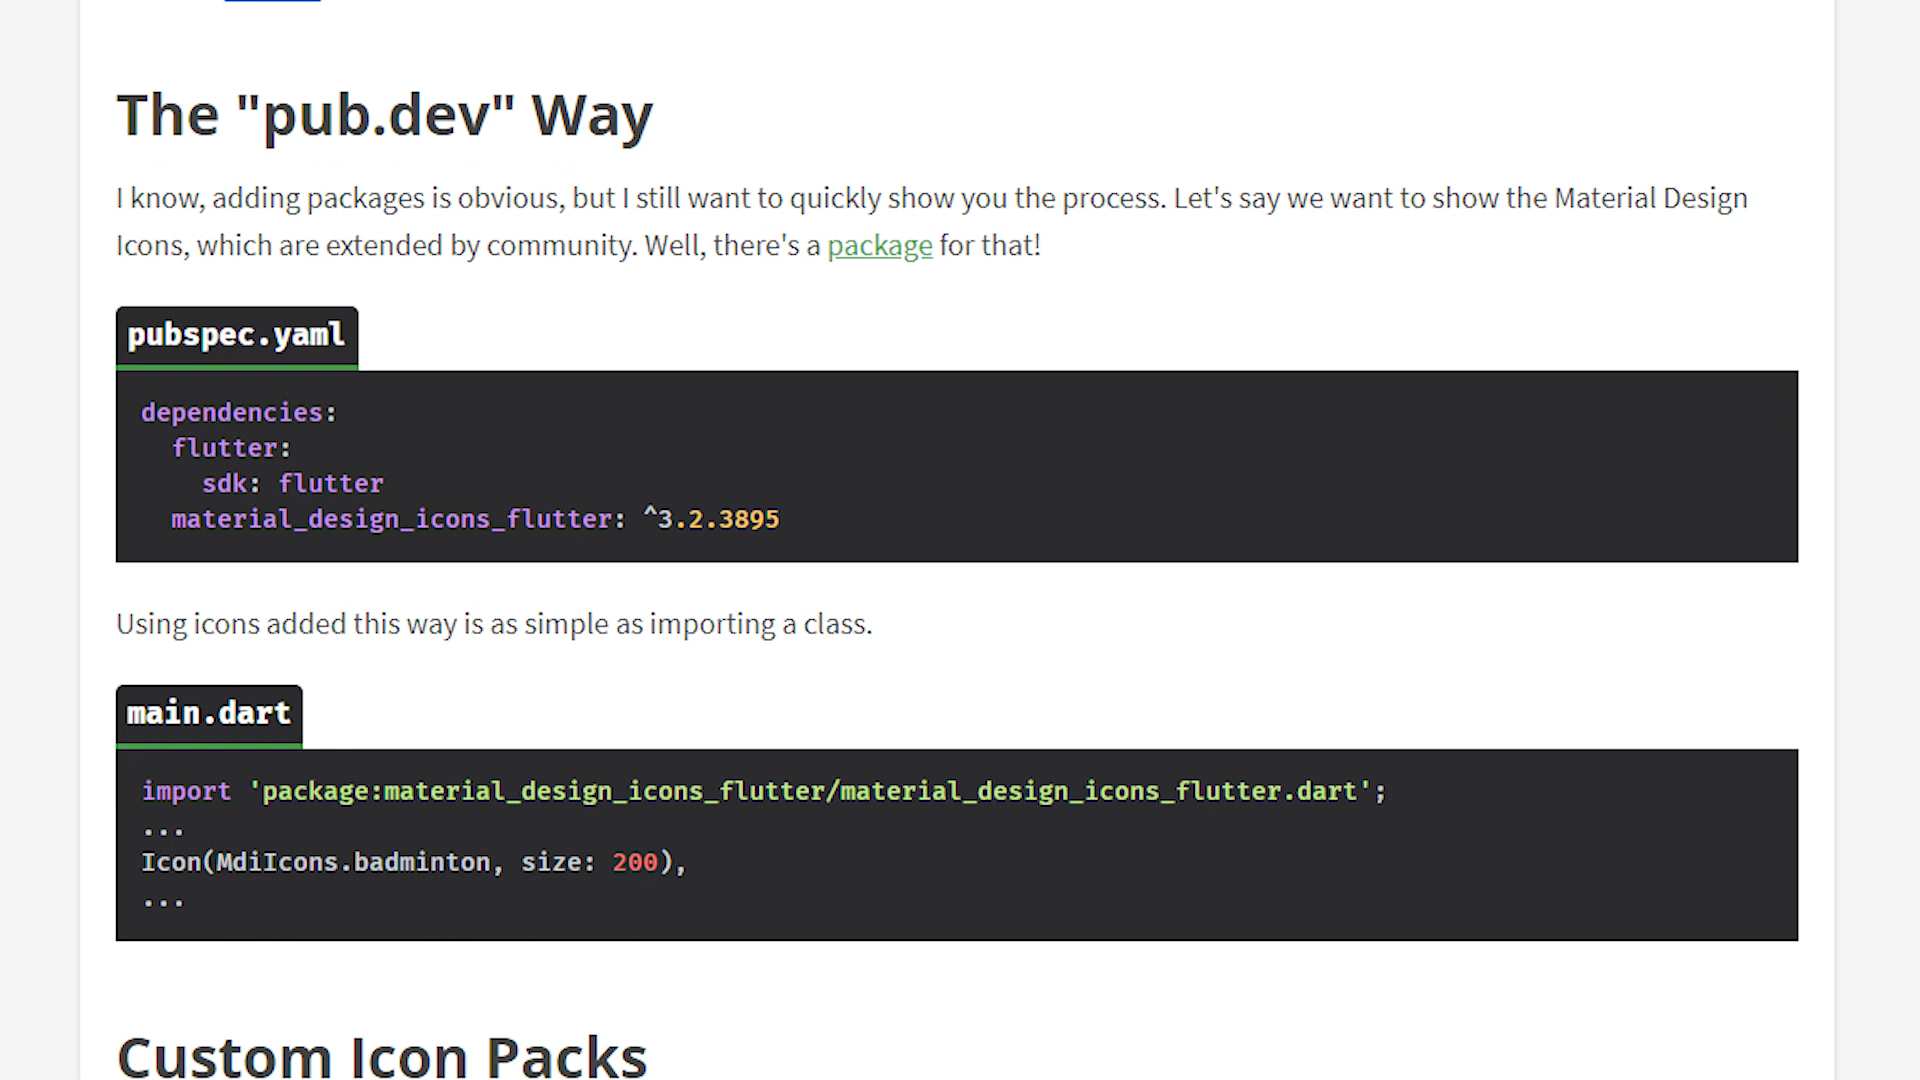 The "pub.dev" Way
I know, adding packages is obvious, but I still want to quickly show you the process. Let's say we want to show the Material Design
Icons, which are extended by community. Well, there's a package for that!
pubspec.yaml
dependencies:
  flutter:
    sdk: flutter
  material_design_icons_flutter: ^3.2.3895
Using icons added this way is as simple as importing a class.
main.dart
import 'package:material_design_icons_flutter/material_design_icons_flutter.dart';
...
Icon(MdiIcons.badminton, size: 200),
...
Custom Icon Packs